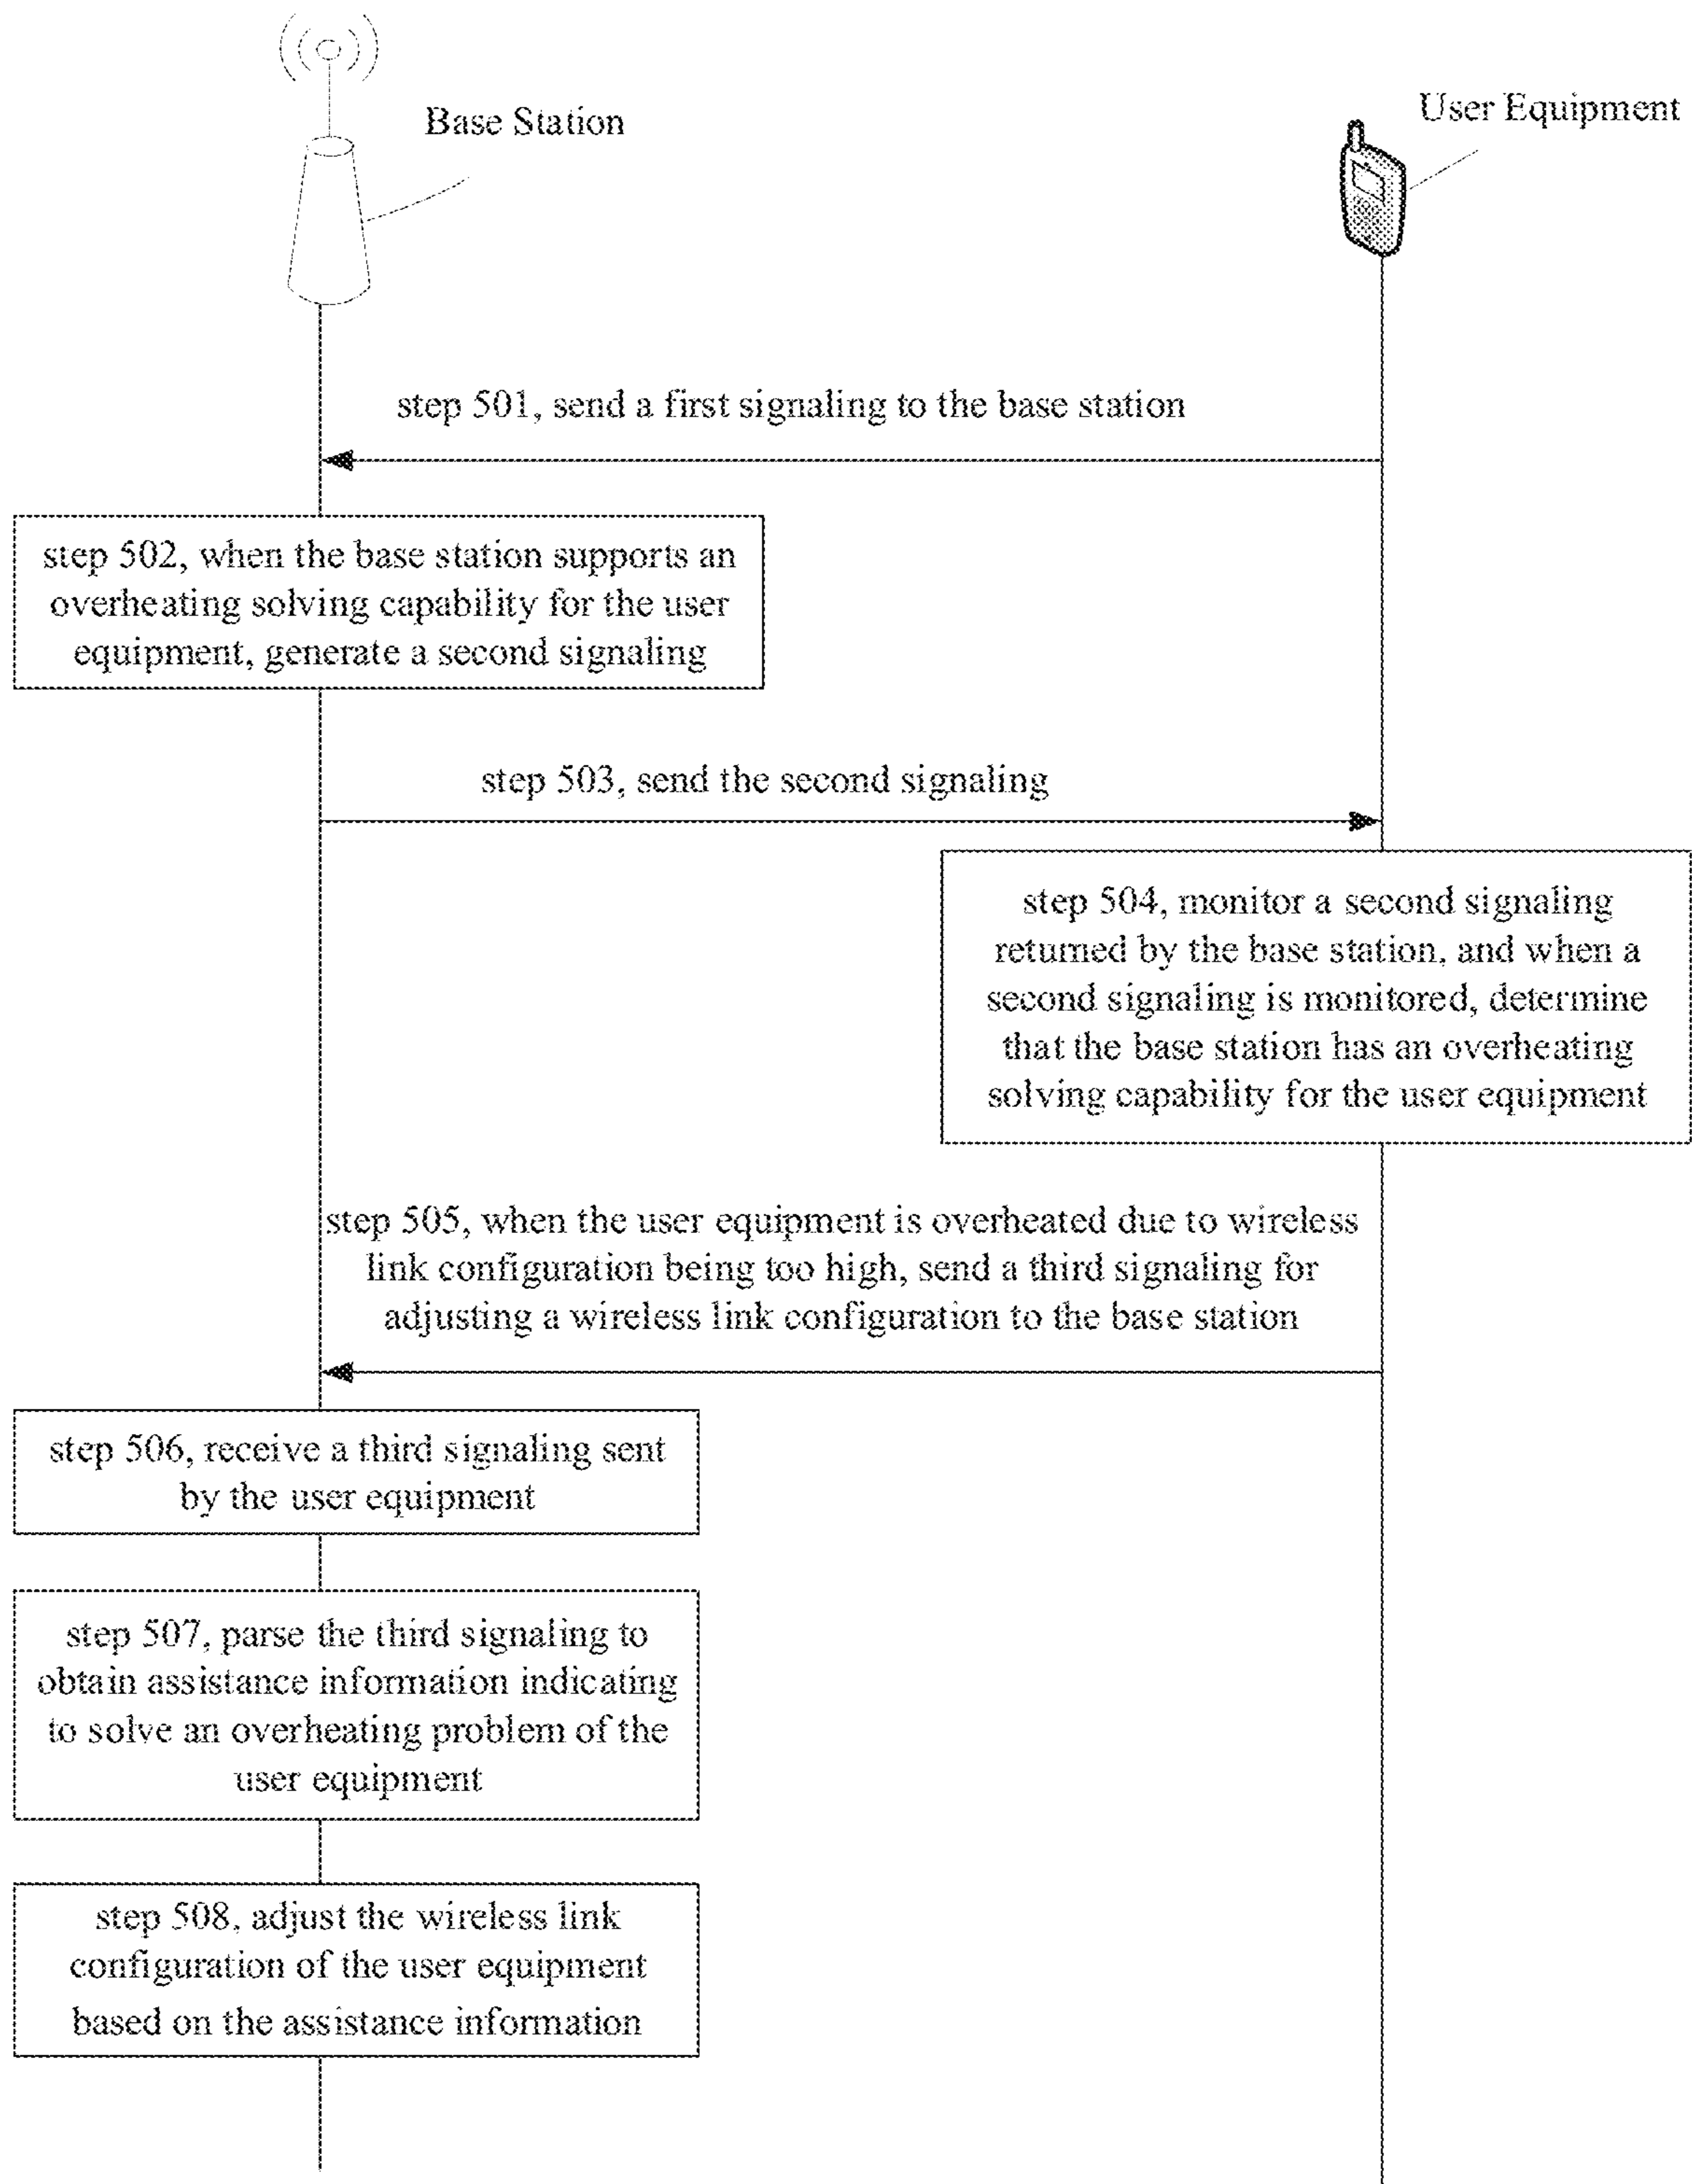 Base Station
User Equipment
step 501, send a first signaling to the base station
step 502, when the base station supports an
overheating solving capability for the user
equipment, generate a second signaling
step 503, send the second signaling
step 504, monitor a second signaling
returned by the base station, and when a
second signaling is monitored, determine
that the base station has an overheating
solving capability for the user equipment
step 505, when the user equipment is overheated due to wireless
link configuration being too high, send a third signaling for
adjusting a wireless link configuration to the base station
step 506, receive a third signaling sent
by the user equipment
step 507, parse the third signaling to
obtain assistance information indicating
to solve an overheating problem of the
user equipment
step 508, adjust the wireless link
configuration of the user equipment
based on the assistance information